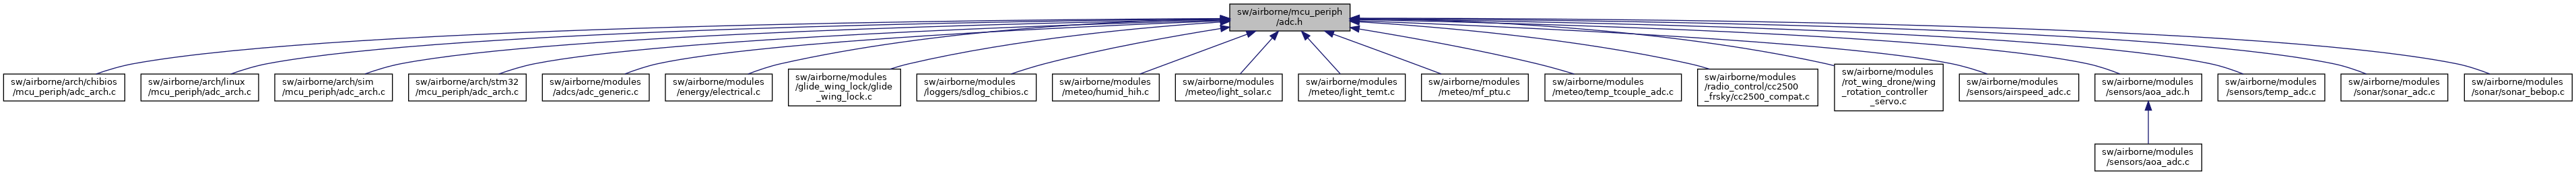 sw/airborne/mcu_periph
/adc.h
sw/airborne/arch/chibios
/mcu_periph/adc_arch.c
sw/airborne/arch/linux
/mcu_periph/adc_arch.c
sw/airborne/arch/sim
/mcu_periph/adc_arch.c
sw/airborne/arch/stm32
/mcu_periph/adc_arch.c
sw/airborne/modules
/adcs/adc_generic.c
sw/airborne/modules
/energy/electrical.c
sw/airborne/modules
/glide_wing_lock/glide
_wing_lock.c
sw/airborne/modules
/loggers/sdlog_chibios.c
sw/airborne/modules
/meteo/humid_hih.c
sw/airborne/modules
/meteo/light_solar.c
sw/airborne/modules
/meteo/light_temt.c
sw/airborne/modules
/meteo/mf_ptu.c
sw/airborne/modules
/meteo/temp_tcouple_adc.c
sw/airborne/modules
/radio_control/cc2500
_frsky/cc2500_compat.c
sw/airborne/modules
/rot_wing_drone/wing
_rotation_controller
_servo.c
sw/airborne/modules
/sensors/airspeed_adc.c
sw/airborne/modules
/sensors/aoa_adc.h
sw/airborne/modules
/sensors/temp_adc.c
sw/airborne/modules
/sonar/sonar_adc.c
sw/airborne/modules
/sonar/sonar_bebop.c
sw/airborne/modules
/sensors/aoa_adc.c